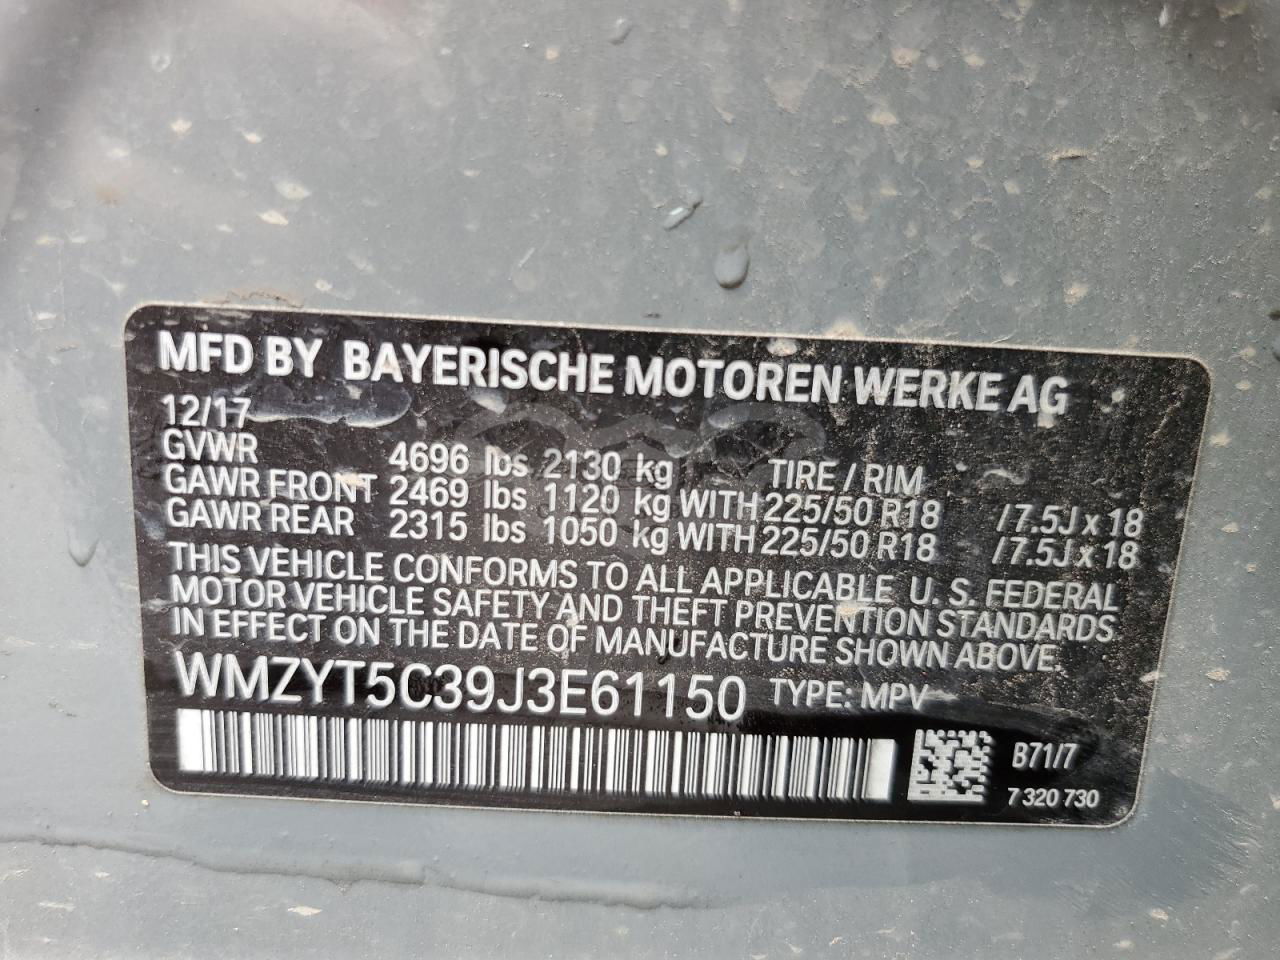 MFD BY BAYERISCHE MOTOREN WERKE AG
12/17
GVWR 4696 lbs 2130 kg TIRE / RIM
GAWR FRONT 2469 lbs 1120 kg WITH 225/50 R18 /7.5J x 18
GAWR REAR 2315 lbs 1050 kg WITH 225/50 R18 /7.5J x 18
THIS VEHICLE CONFORMS TO ALL APPLICABLE U. S. FEDERAL
MOTOR VEHICLE SAFETY AND THEFT PREVENTION STANDARDS
IN EFFECT ON THE DATE OF MANUFACTURE SHOWN ABOVE.
WMZYT5C39J3E61150 TYPE: MPV
B71/7
7 320 730